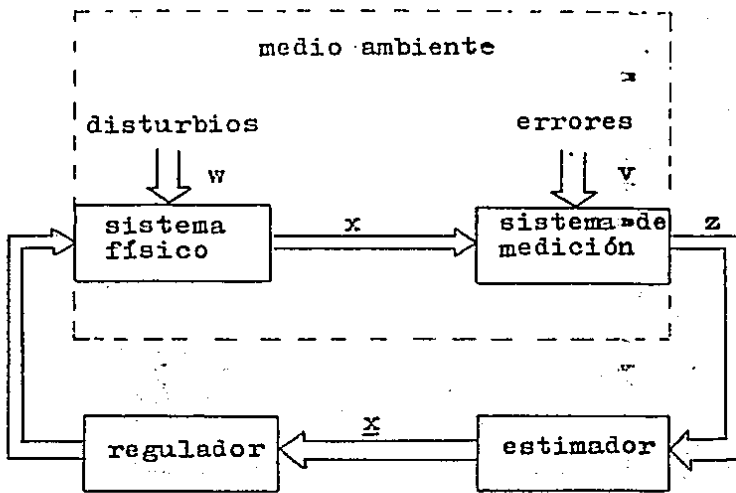 medio ambiente
disturbios
errores
w
v
sistema
físico
x
sistema de
medición
z
regulador
x
estimador